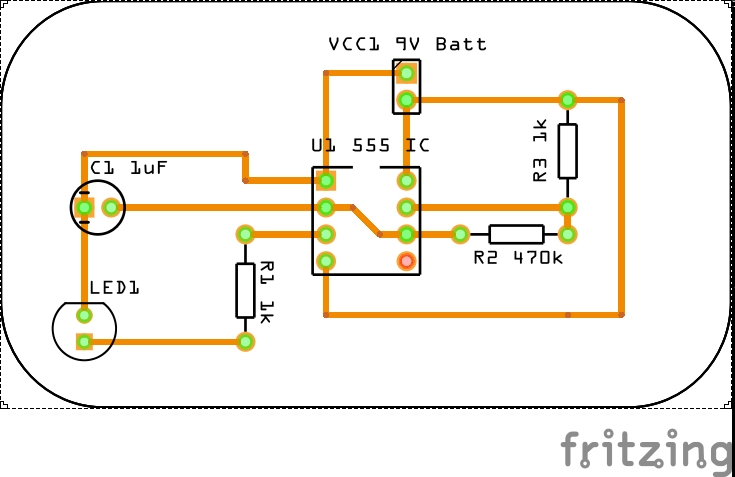 VCC1 9V Batt
U1 555 IC
C1 1uF
R3 1k
R2 470k
R1 1k
LED1
fritzing